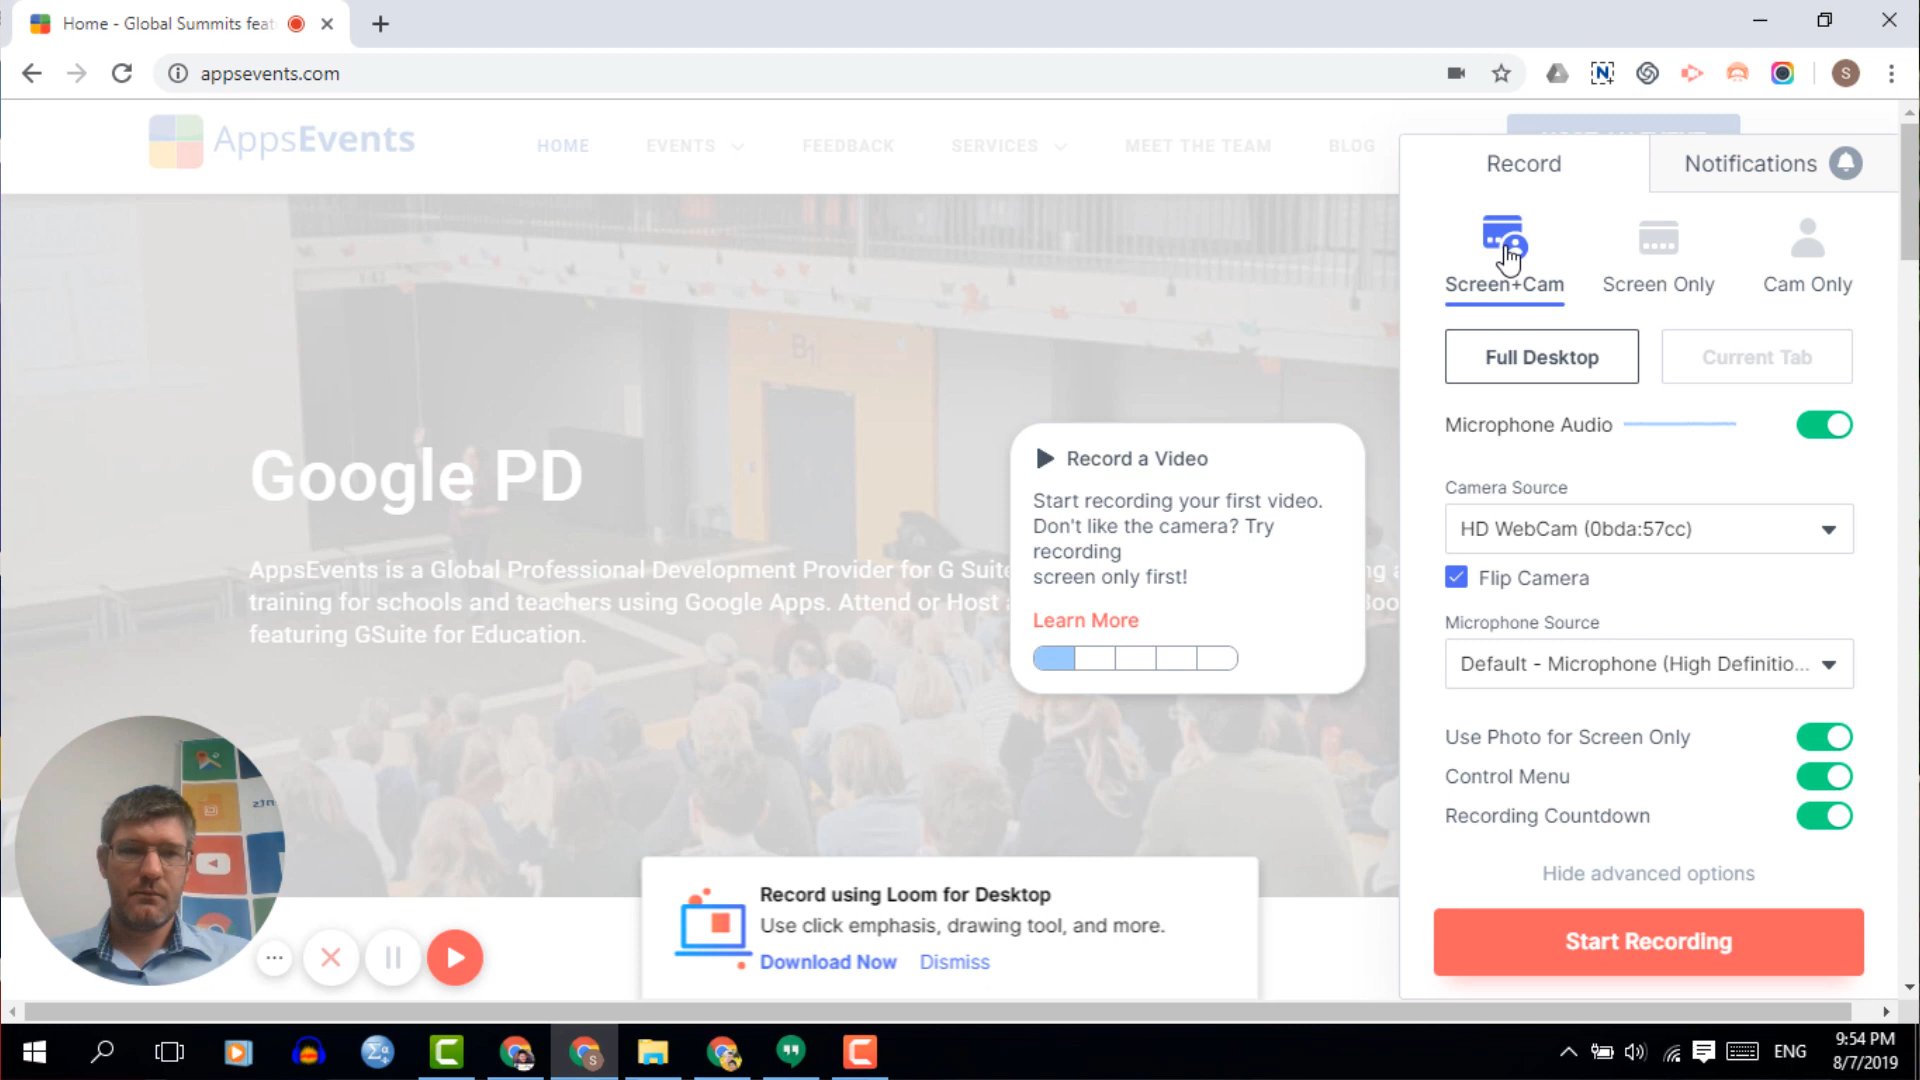 Home - Global Summits feat
appsevents.com
S
AppsEvents
HOME
EVENTS
FEEDBACK
SERVICES
MEET THE TEAM
BLOG
Record
Notifications
Screen+Cam
Screen Only
Cam Only
Full Desktop
Current Tab
Microphone Audio
Camera Source
HD WebCam (0bda:57cc)
Flip Camera
Microphone Source
Default - Microphone (High Definitio...
Use Photo for Screen Only
Control Menu
Recording Countdown
Hide advanced options
Start Recording
B1
Google PD
AppsEvents is a Global Professional Development Provider for G Suite
training for schools and teachers using Google Apps. Attend or Host
featuring GSuite for Education.
Record a Video
Start recording your first video.
Don't like the camera? Try
recording
screen only first!
Learn More
Record using Loom for Desktop
Use click emphasis, drawing tool, and more.
Download Now Dismiss
ENG
9:54 PM
8/7/2019